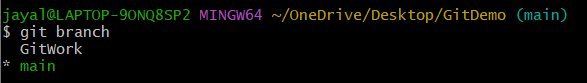 jayal@LAPTOP-9ONQ8SP2 MINGW64 ~/OneDrive/Desktop/GitDemo (main)
$ git branch
  GitWork
* main